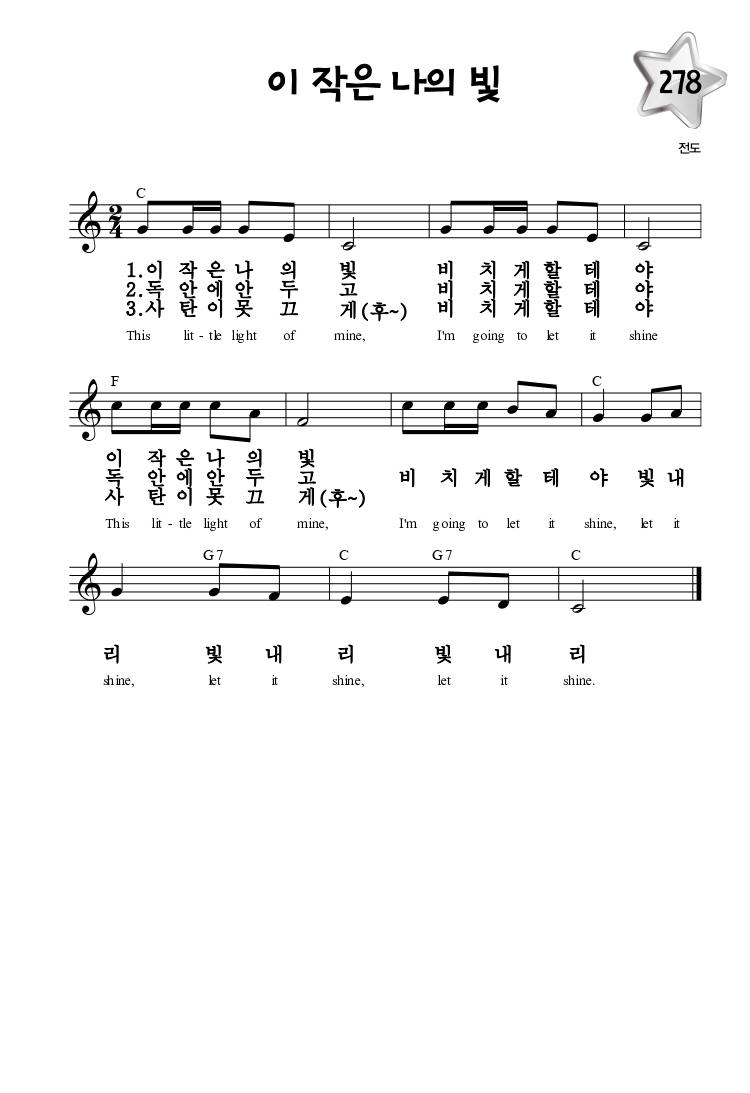 이 작은 나의 빛
278
전도
C
2
4
1.이 작 은 나 의 빛 비 치 게 할 테 야
2.독 안 에 안 두 고 비 치 게 할 테 야
3.사 탄 이 못 끄 게(후~) 비 치 게 할 테 야
This lit - tle light of mine, I'm going to let it shine
F C
이 작 은 나 의 빛
독 안 에 안 두 고 비 치 게 할 테 야 빛 내
사 탄 이 못 끄 게(후~)
This lit - tle light of mine, I'm going to let it shine, let it
G7 C G7 C
리 빛 내 리 빛 내 리
shine, let it shine, let it shine.